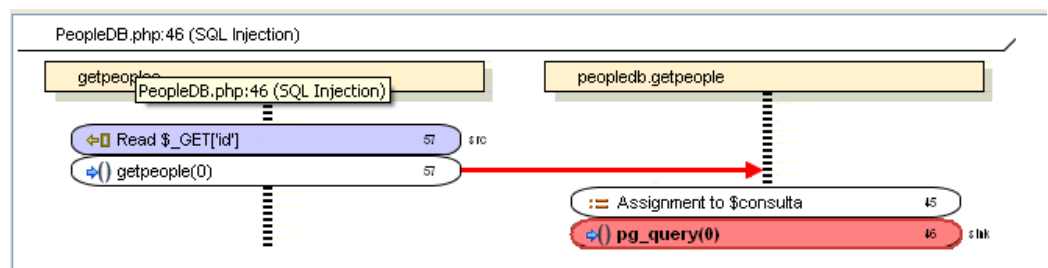 PeopleDB.php:46 (SQL Injection)
peopledb.getpeople
PeopleDB.php:46 (SQL Injection)
Read $_GET['id'] 57 src
getpeople(0) 57
:= Assignment to $consulta 45
pg_query(0) 46 sink